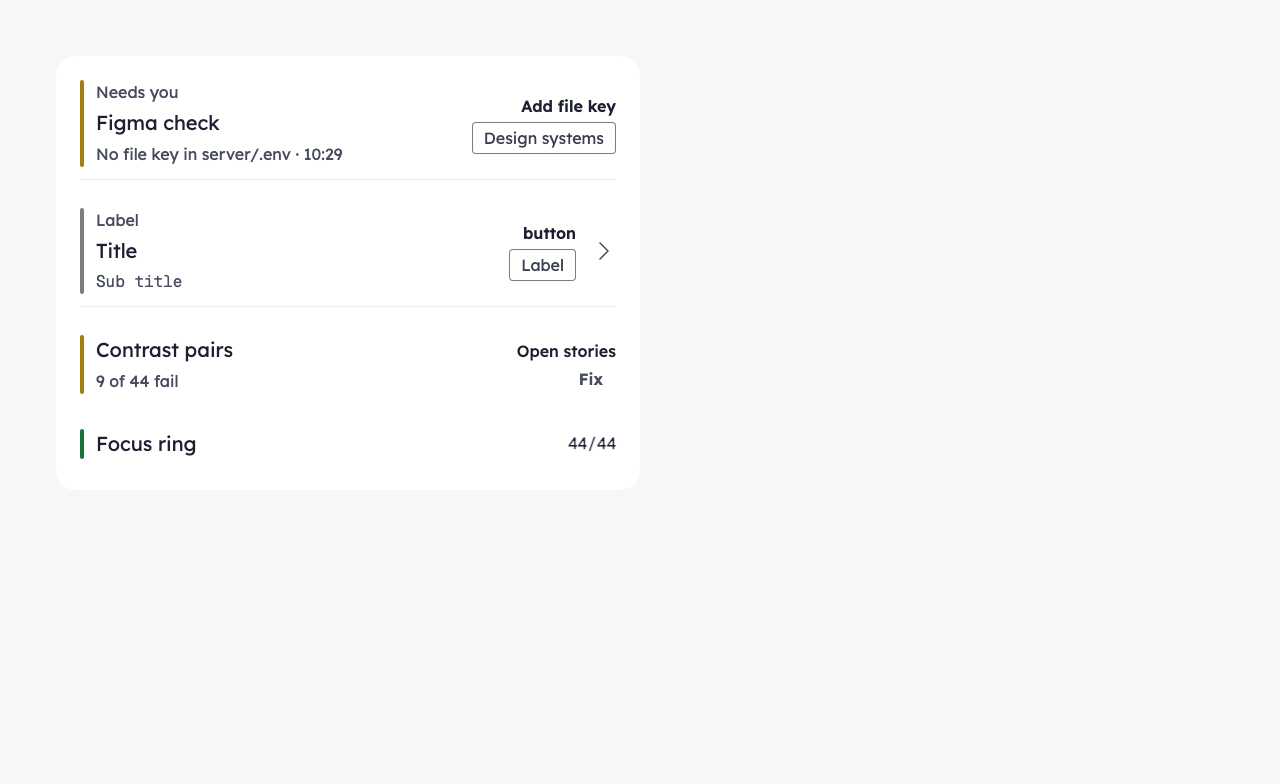 Needs you
Figma check
No file key in server/.env · 10:29
Add file key
Design systems
Label
Title
Sub title
button
Label
Contrast pairs
9 of 44 fail
Open stories
Fix
Focus ring
44/44